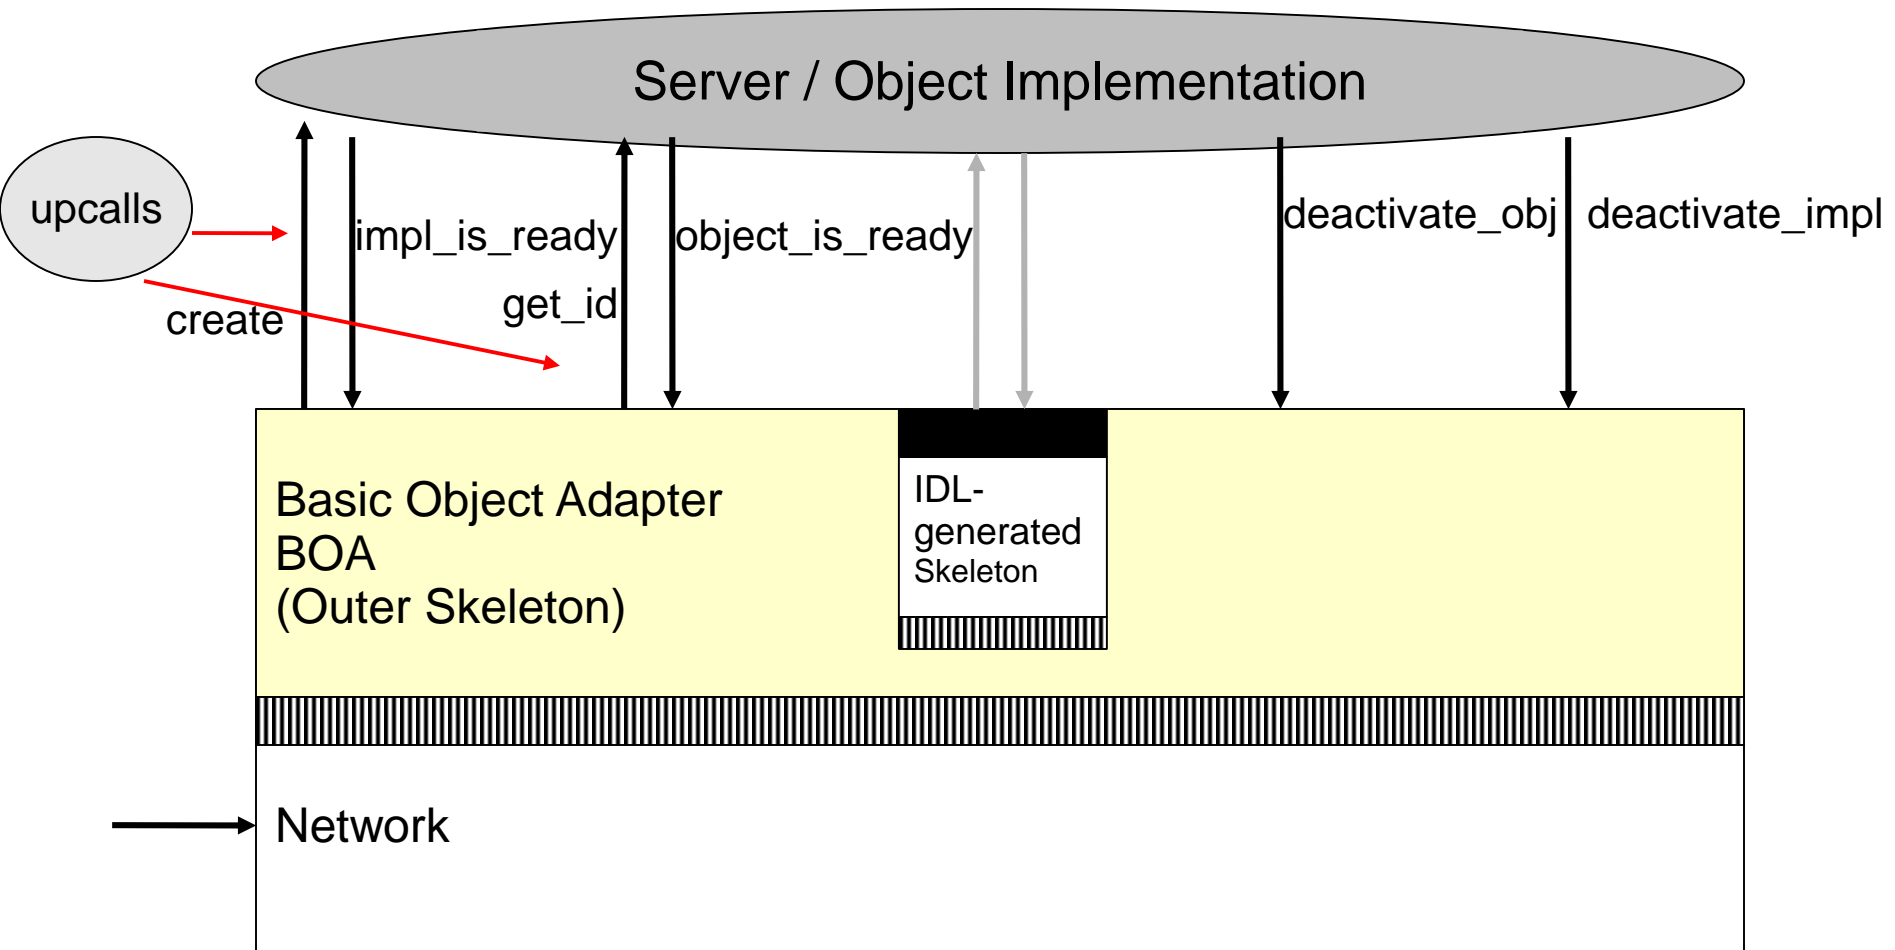 Server / Object Implementation
upcalls
impl_is_ready
object_is_ready
deactivate_obj
deactivate_impl
create
get_id
Basic Object Adapter
BOA
(Outer Skeleton)
IDL-
generated
Skeleton
Network